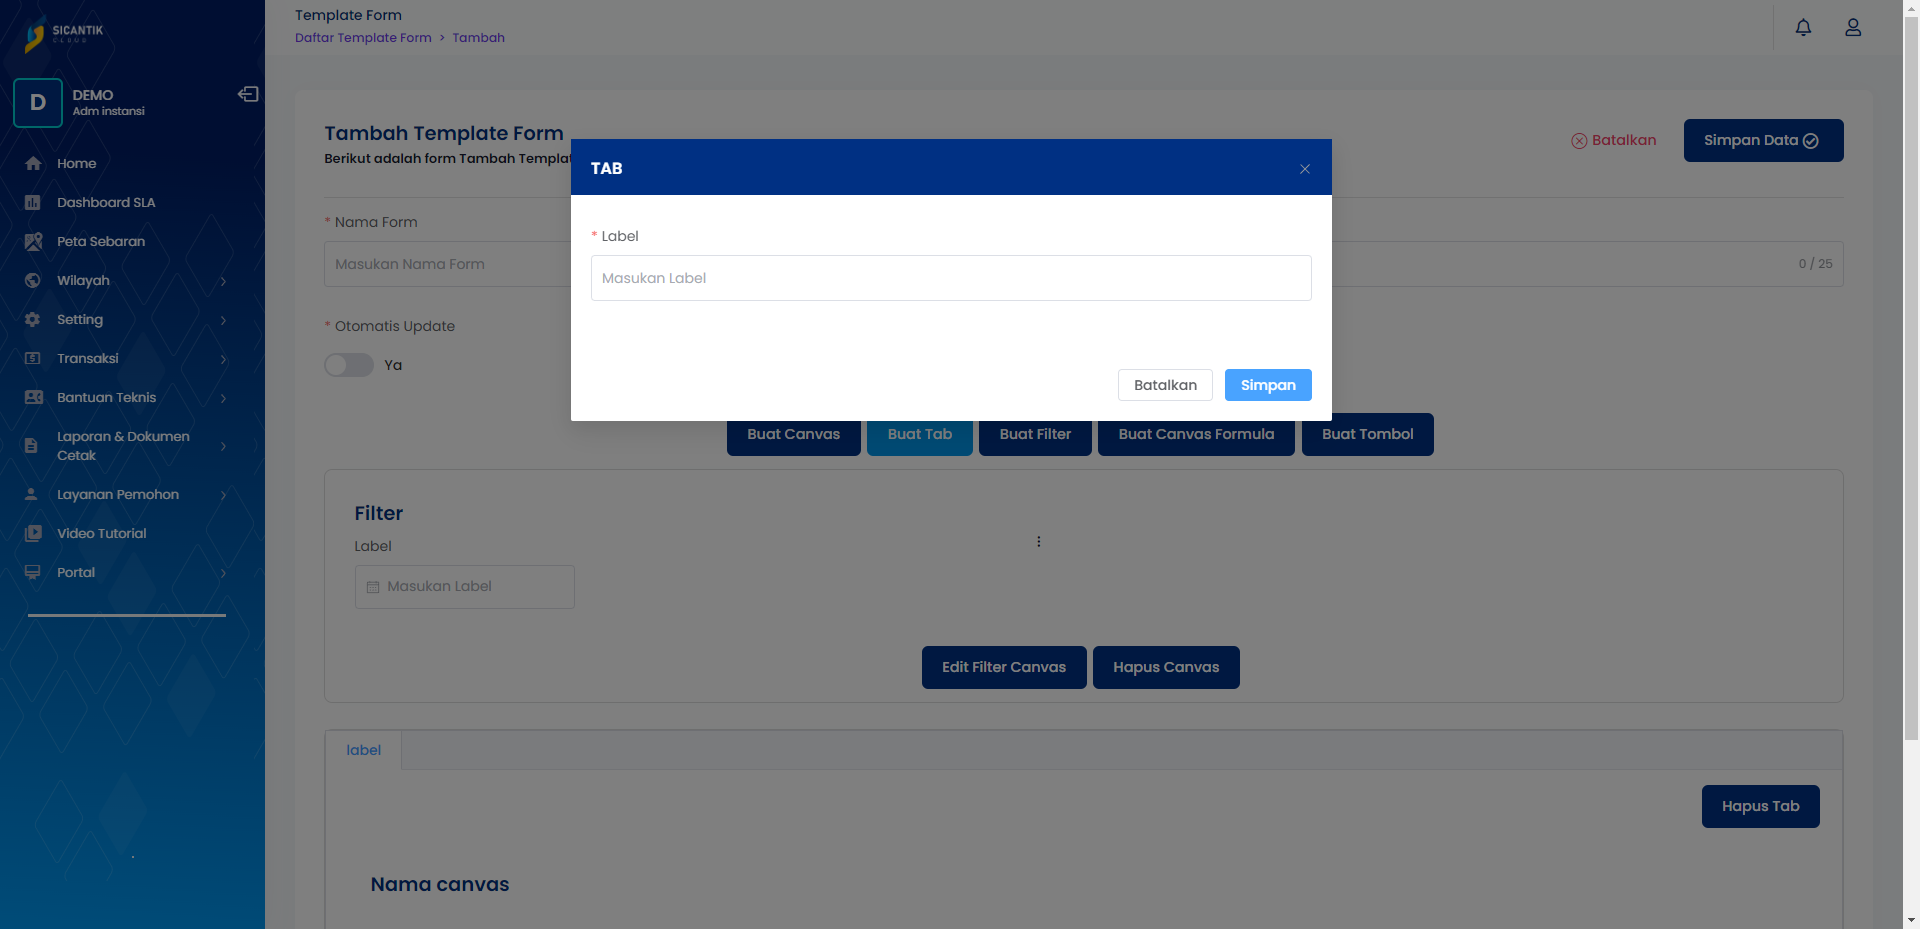 SICANTIK
CLOUD
D
DEMO
Adm instansi
Home
Dashboard SLA
Peta Sebaran
Wilayah
Setting
Transaksi
Bantuan Teknis
Laporan & Dokumen
Cetak
Layanan Pemohon
Video Tutorial
Portal
Template Form
Daftar Template Form > Tambah
Tambah Template Form
Berikut adalah form Tambah Templat
Batalkan
Simpan Data
* Nama Form
Masukan Nama Form
0 / 25
* Otomatis Update
Ya
TAB
* Label
Masukan Label
Batalkan
Simpan
Buat Canvas
Buat Tab
Buat Filter
Buat Canvas Formula
Buat Tombol
Filter
Label
Masukan Label
Edit Filter Canvas
Hapus Canvas
label
Hapus Tab
Nama canvas